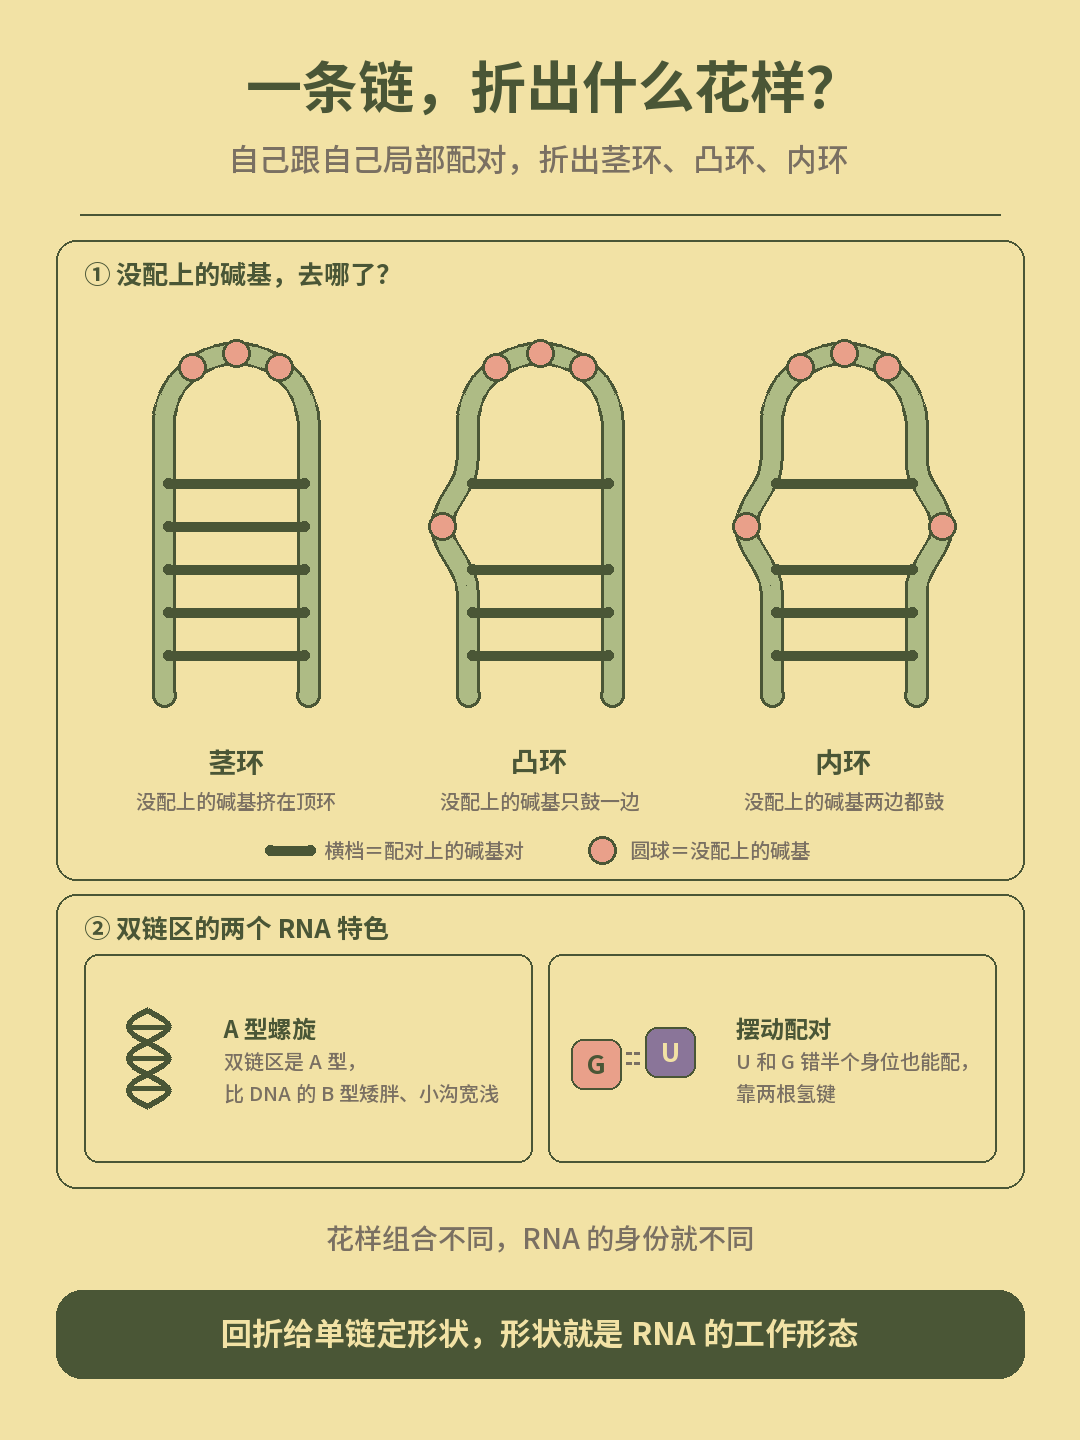 一条链，折出什么花样？
自己跟自己局部配对，折出茎环、凸环、内环
① 没配上的碱基，去哪了？
茎环
没配上的碱基挤在顶环
凸环
没配上的碱基只鼓一边
内环
没配上的碱基两边都鼓
横档＝配对上的碱基对
圆球＝没配上的碱基
② 双链区的两个 RNA 特色
A 型螺旋
双链区是 A 型，
比 DNA 的 B 型矮胖、小沟宽浅
G
U
摆动配对
U 和 G 错半个身位也能配，
靠两根氢键
花样组合不同，RNA 的身份就不同
回折给单链定形状，形状就是 RNA 的工作形态